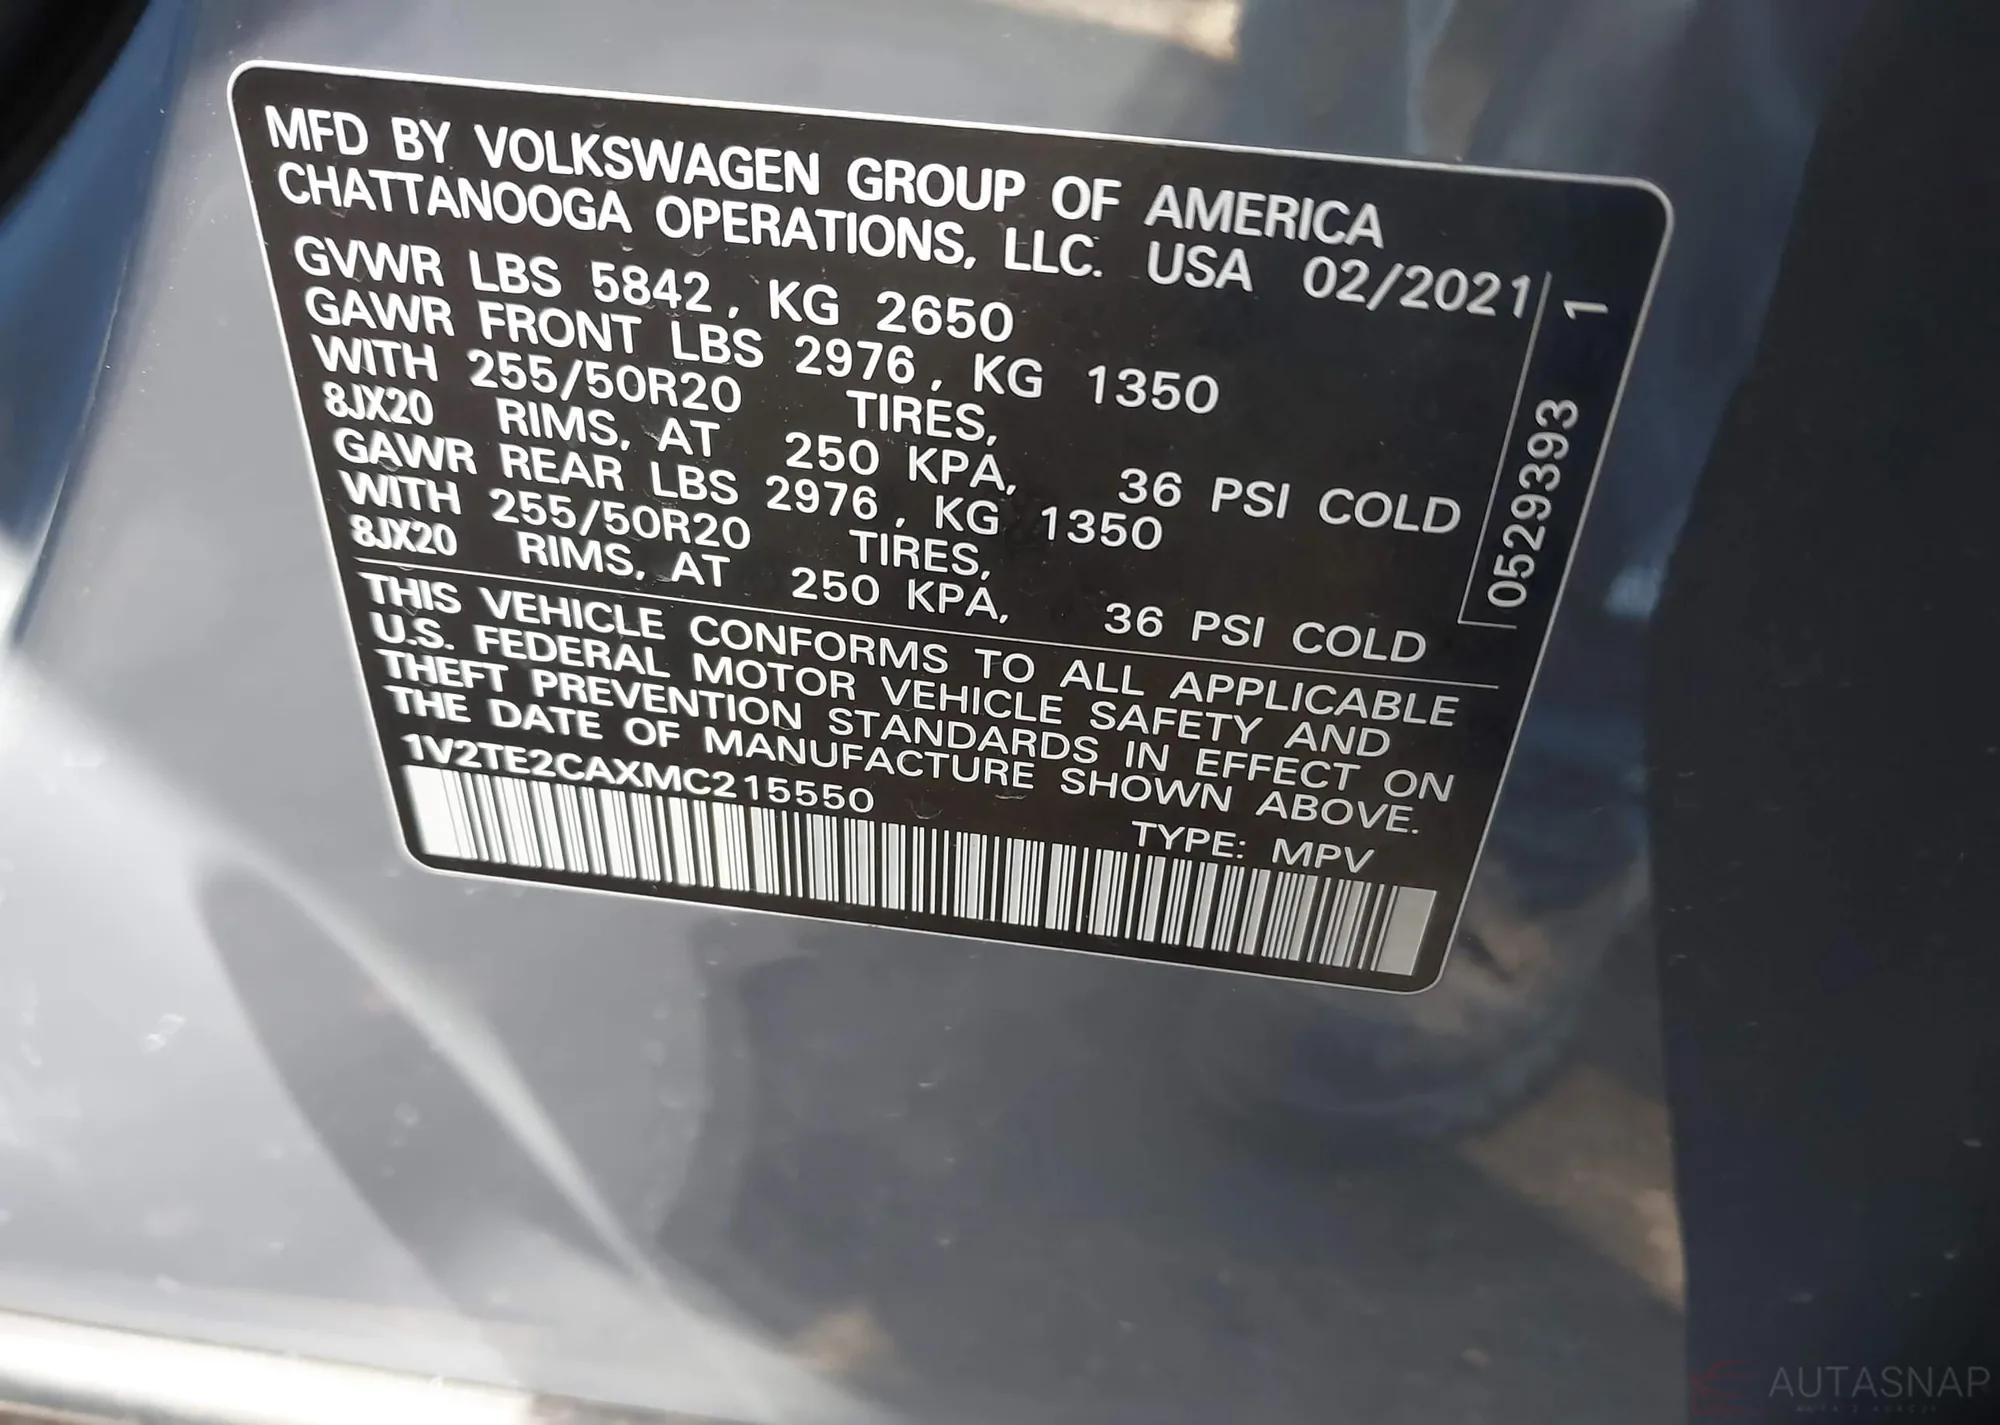 MFD BY VOLKSWAGEN GROUP OF AMERICA
CHATTANOOGA OPERATIONS, LLC. USA 02/2021
GVWR LBS 5842, KG 2650
GAWR FRONT LBS 2976, KG 1350
WITH 255/50R20 TIRES,
8JX20 RIMS, AT 250 KPA, 36 PSI COLD
GAWR REAR LBS 2976, KG 1350
WITH 255/50R20 TIRES,
8JX20 RIMS, AT 250 KPA, 36 PSI COLD
0529393 1
THIS VEHICLE CONFORMS TO ALL APPLICABLE
U.S. FEDERAL MOTOR VEHICLE SAFETY AND
THEFT PREVENTION STANDARDS IN EFFECT ON
THE DATE OF MANUFACTURE SHOWN ABOVE.
1V2TE2CAXMC215550 TYPE: MPV
AUTASNAP